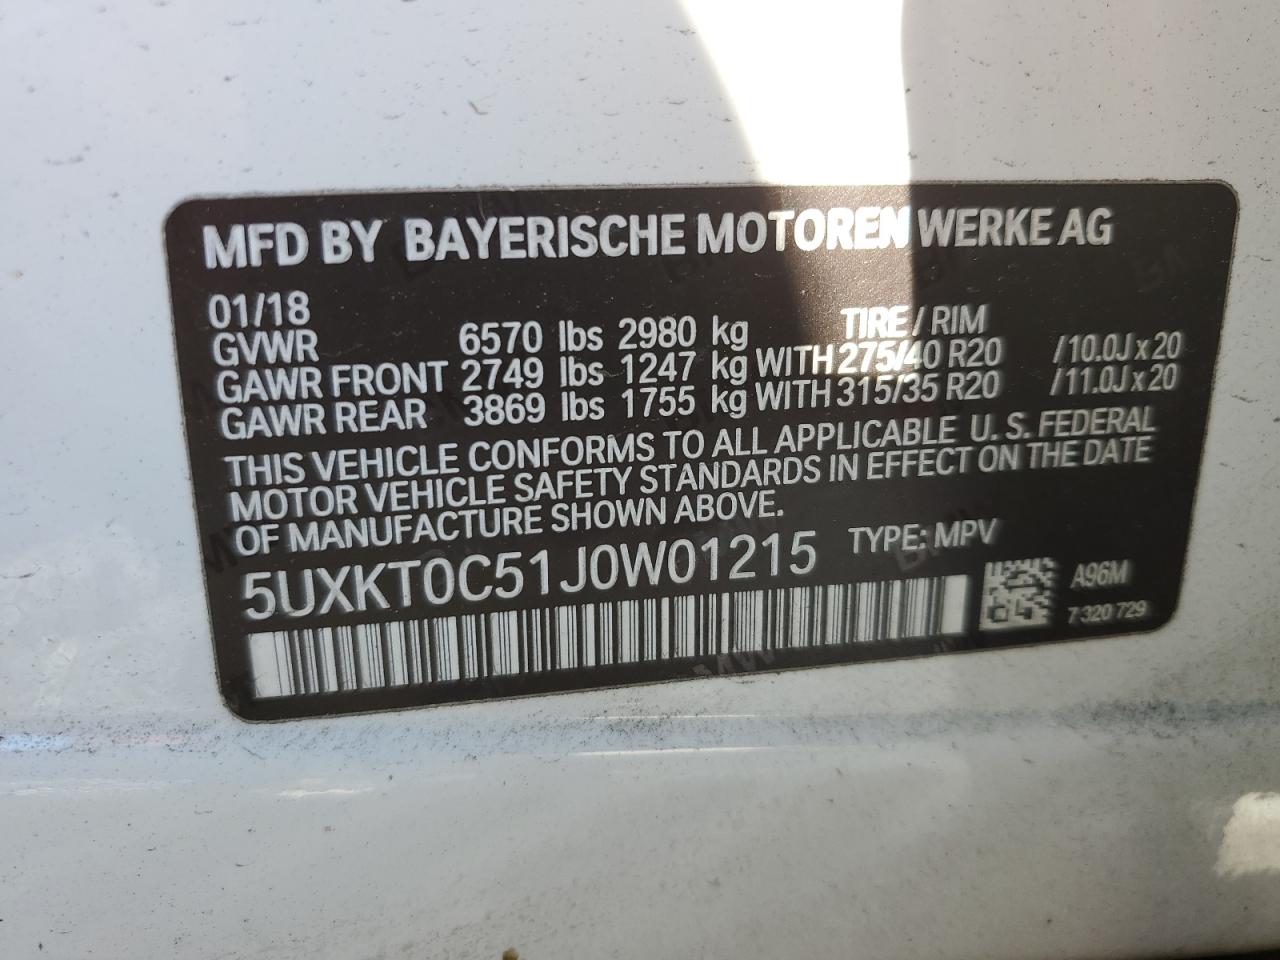 MFD BY BAYERISCHE MOTOREN WERKE AG
01/18
GVWR 6570 lbs 2980 kg TIRE / RIM
GAWR FRONT 2749 lbs 1247 kg WITH 275/40 R20 /10.0J x 20
GAWR REAR 3869 lbs 1755 kg WITH 315/35 R20 /11.0J x 20
THIS VEHICLE CONFORMS TO ALL APPLICABLE U. S. FEDERAL
MOTOR VEHICLE SAFETY STANDARDS IN EFFECT ON THE DATE
OF MANUFACTURE SHOWN ABOVE.
5UXKT0C51J0W01215 TYPE: MPV
A96M
7 320 729